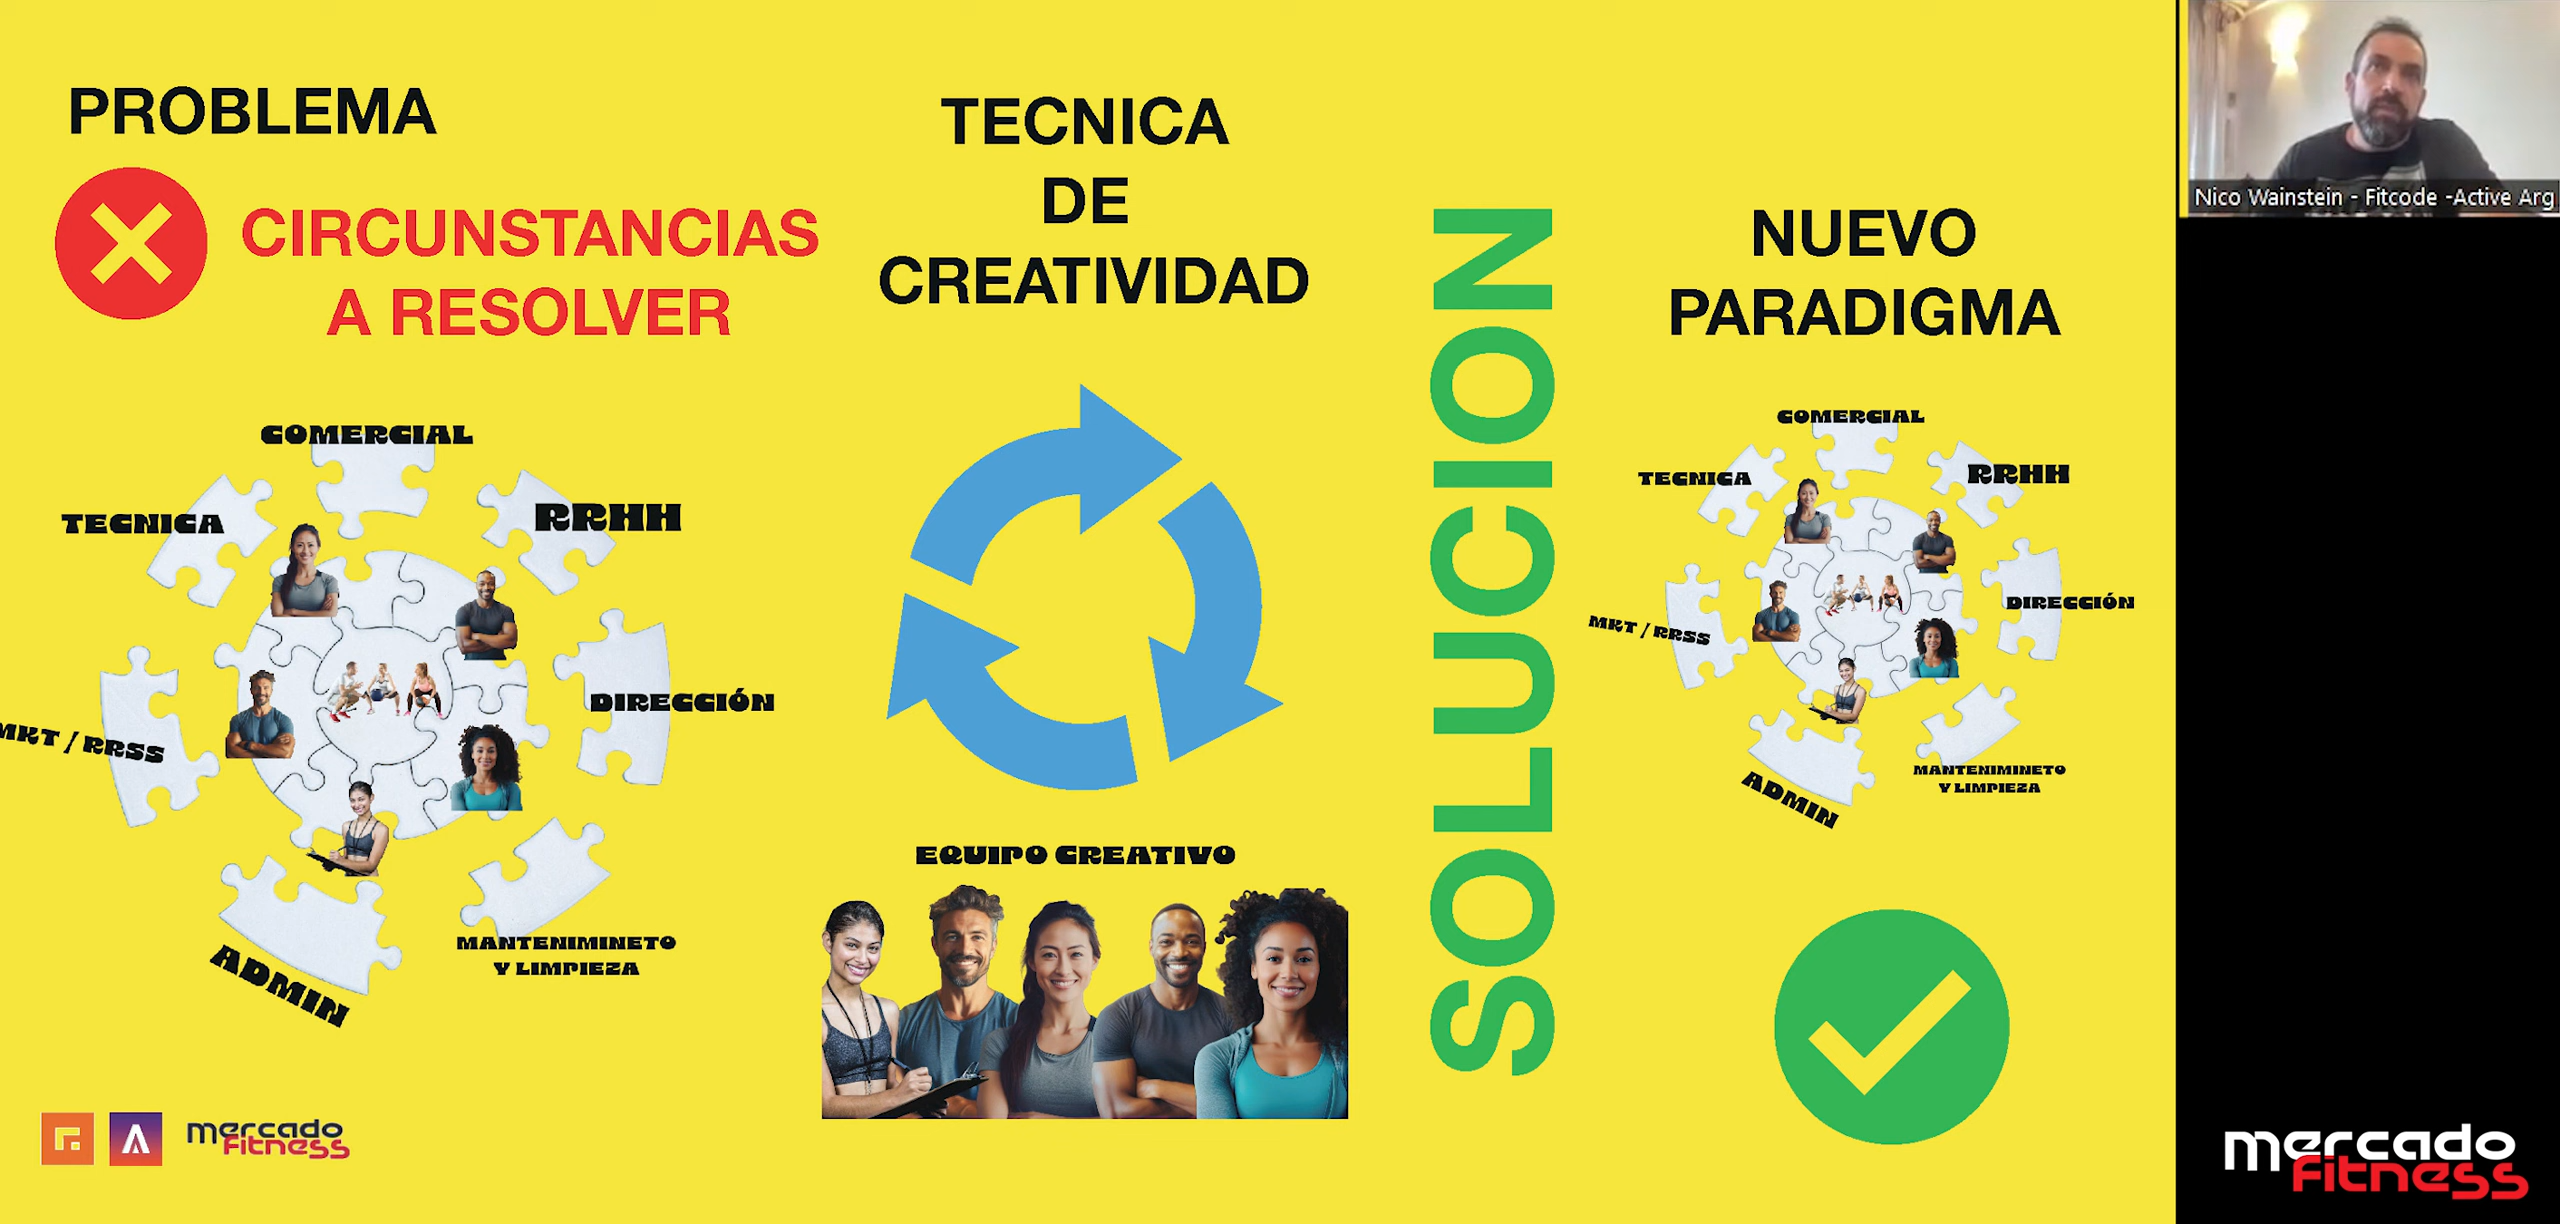 PROBLEMA
CIRCUNSTANCIAS
A RESOLVER
COMERCIAL
TECNICA
RRHH
DIRECCIÓN
MKT / RRSS
MANTENIMINETO
Y LIMPIEZA
ADMIN
mercado
Fitness
TECNICA
DE
CREATIVIDAD
EQUIPO CREATIVO
SOLUCION
NUEVO
PARADIGMA
COMERCIAL
TECNICA
RRHH
DIRECCIÓN
MKT / RRSS
MANTENIMINETO
Y LIMPIEZA
ADMIN
Nico Wainstein - Fitcode -Active Arg
mercado
Fitness